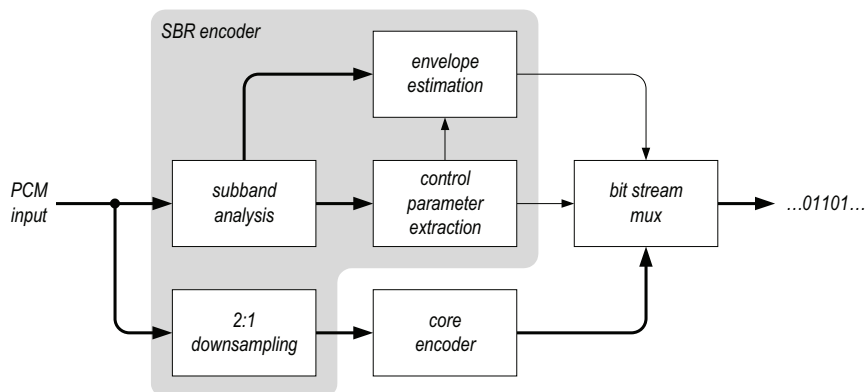 SBR encoder
envelope
estimation
PCM
input
subband
analysis
control
parameter
extraction
bit stream
mux
...01101...
2:1
downsampling
core
encoder